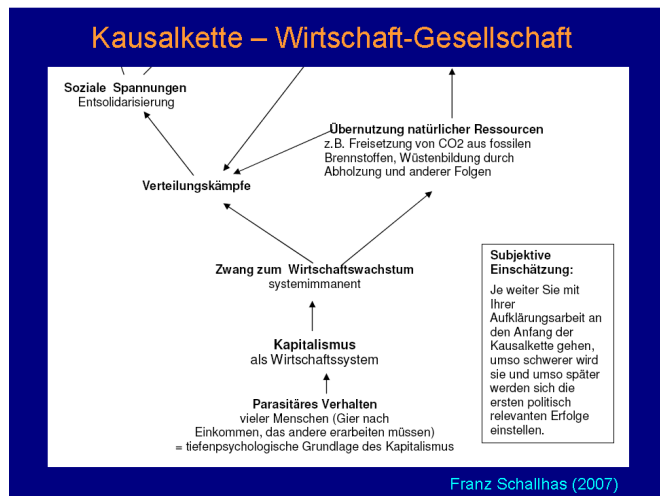 Kausalkette – Wirtschaft-Gesellschaft
Soziale Spannungen
Entsolidarisierung
Übernutzung natürlicher Ressourcen
z.B. Freisetzung von CO2 aus fossilen
Brennstoffen, Wüstenbildung durch
Abholzung und anderer Folgen
Verteilungskämpfe
Zwang zum Wirtschaftswachstum
systemimmanent
Kapitalismus
als Wirtschaftssystem
Parasitäres Verhalten
vieler Menschen (Gier nach
Einkommen, das andere erarbeiten müssen)
= tiefenpsychologische Grundlage des Kapitalismus
Subjektive
Einschätzung:
Je weiter Sie mit
Ihrer
Aufklärungsarbeit an
den Anfang der
Kausalkette gehen,
umso schwerer wird
sie und umso später
werden sich die
ersten politisch
relevanten Erfolge
einstellen.
Franz Schallhas (2007)